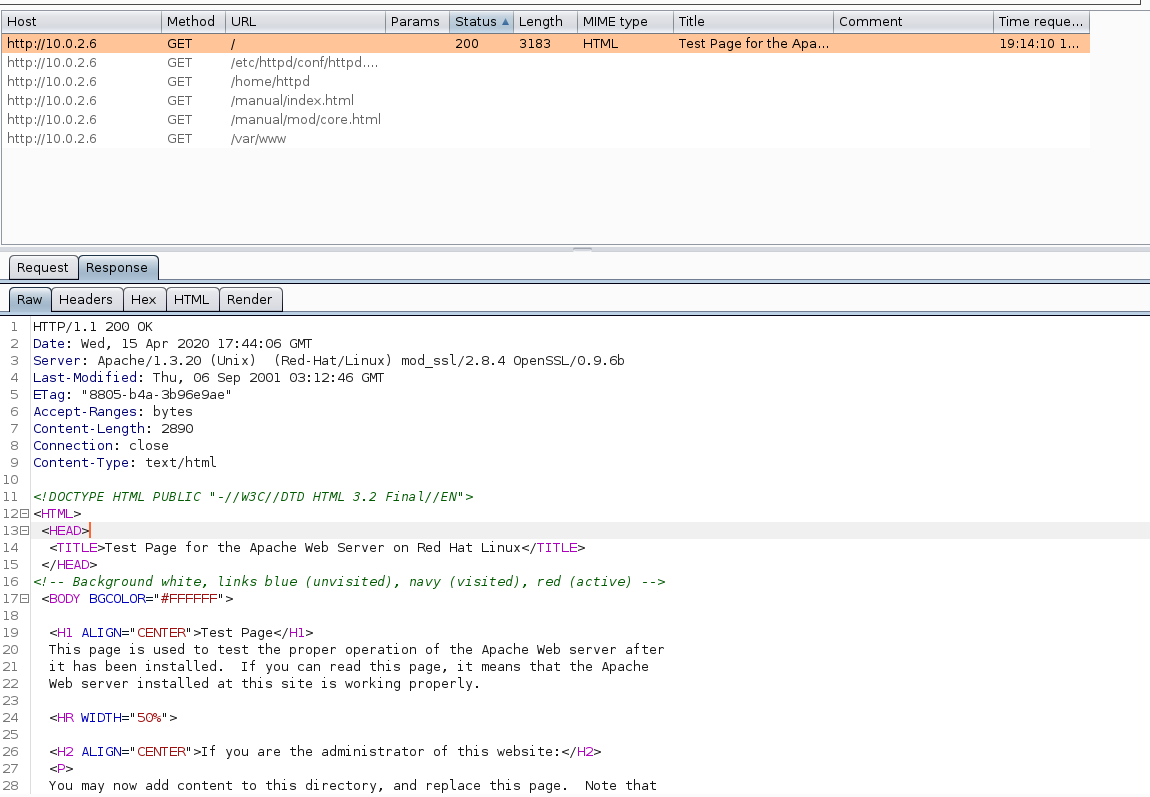 Host Method URL Params Status ▲ Length MIME type Title Comment Time reque...
http://10.0.2.6 GET / 200 3183 HTML Test Page for the Apa... 19:14:10 1...
http://10.0.2.6 GET /etc/httpd/conf/httpd....
http://10.0.2.6 GET /home/httpd
http://10.0.2.6 GET /manual/index.html
http://10.0.2.6 GET /manual/mod/core.html
http://10.0.2.6 GET /var/www
Request Response
Raw Headers Hex HTML Render
1 HTTP/1.1 200 OK
2 Date: Wed, 15 Apr 2020 17:44:06 GMT
3 Server: Apache/1.3.20 (Unix)  (Red-Hat/Linux) mod_ssl/2.8.4 OpenSSL/0.9.6b
4 Last-Modified: Thu, 06 Sep 2001 03:12:46 GMT
5 ETag: "8805-b4a-3b96e9ae"
6 Accept-Ranges: bytes
7 Content-Length: 2890
8 Connection: close
9 Content-Type: text/html
10
11 <!DOCTYPE HTML PUBLIC "-//W3C//DTD HTML 3.2 Final//EN">
12 <HTML>
13 <HEAD>
14 <TITLE>Test Page for the Apache Web Server on Red Hat Linux</TITLE>
15 </HEAD>
16 <!-- Background white, links blue (unvisited), navy (visited), red (active) -->
17 <BODY BGCOLOR="#FFFFFF">
18
19 <H1 ALIGN="CENTER">Test Page</H1>
20 This page is used to test the proper operation of the Apache Web server after
21 it has been installed.  If you can read this page, it means that the Apache
22 Web server installed at this site is working properly.
23
24 <HR WIDTH="50%">
25
26 <H2 ALIGN="CENTER">If you are the administrator of this website:</H2>
27 <P>
28 You may now add content to this directory, and replace this page.  Note that